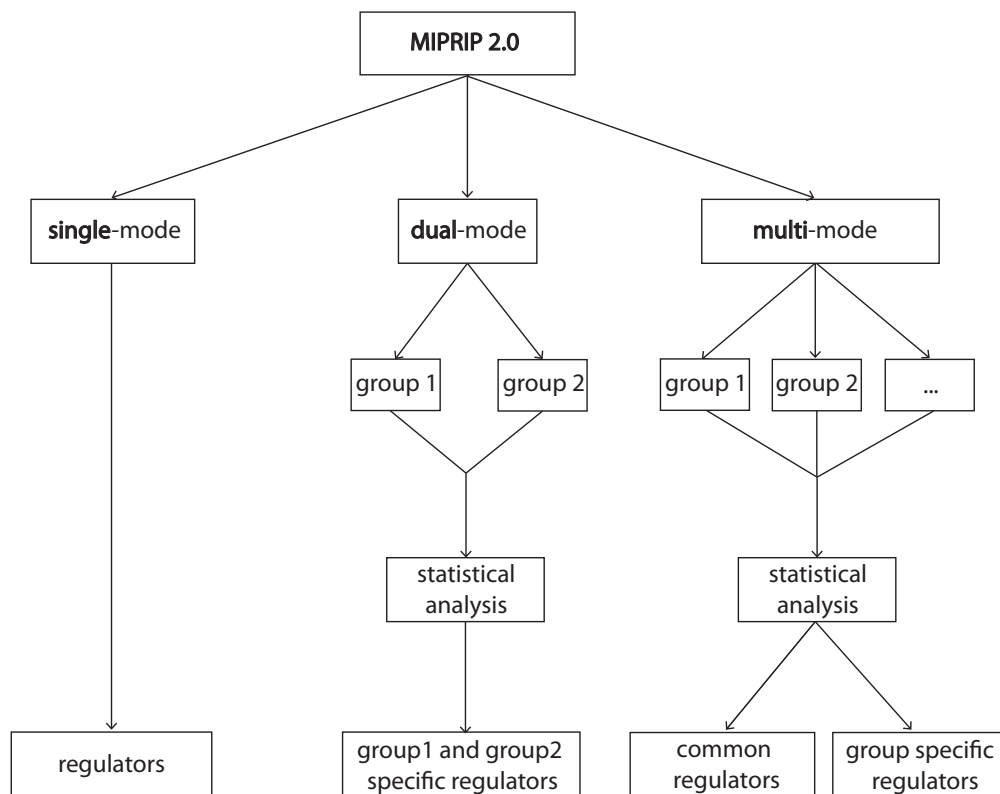 MIPRIP 2.0
single-mode
dual-mode
multi-mode
group 1
group 2
group 1
group 2
...
statistical
analysis
statistical
analysis
regulators
group1 and group2
specific regulators
common
regulators
group specific
regulators